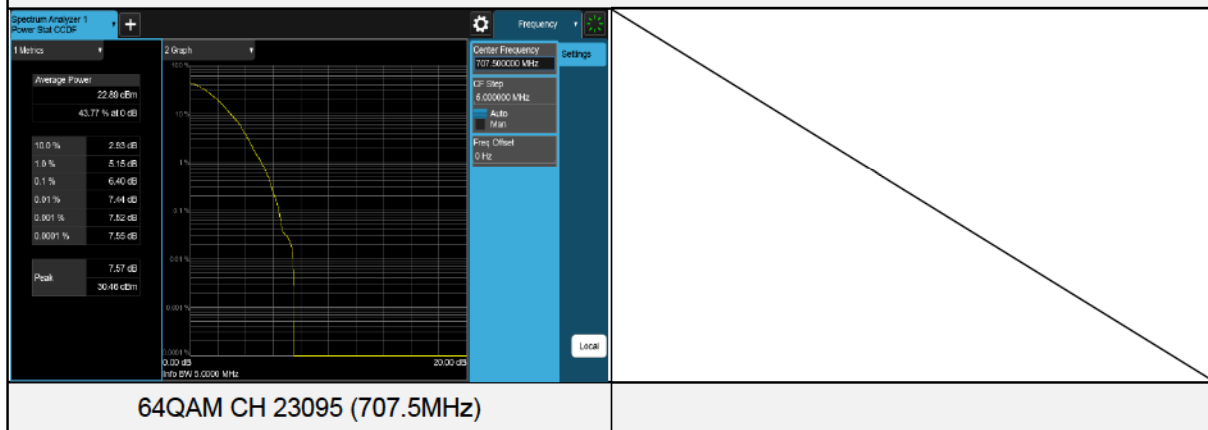 Spectrum Analyzer 1
Power Stat CCDF
+
Frequency
1 Metrics
2 Graph
Center Frequency
707.500000 MHz
Settings
CF Step
5.000000 MHz
Auto
Man
Freq Offset
0 Hz
Average Power
22.89 dBm
43.77 % at 0 dB
10.0 % 2.93 dB
1.0 % 5.15 dB
0.1 % 6.40 dB
0.01 % 7.44 dB
0.001 % 7.52 dB
0.0001 % 7.55 dB
Peak 7.57 dB
30.46 dBm
100 %
10 %
1 %
0.1 %
0.01 %
0.001 %
0.0001 %
0.00 dB
20.00 dB
Info BW 5.0000 MHz
Local
64QAM CH 23095 (707.5MHz)